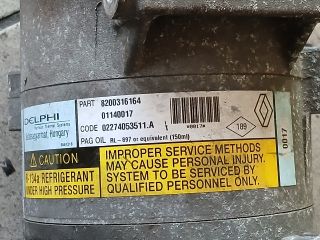 DELPHI
Thermal Systems
Balassagyarmat, Hungary
PART 8200316164
01140017
CODE 02274053511.A
PAG OIL RL-897 or equivalent (150ml)
189
0017
CAUTION
R-134a REFRIGERANT
UNDER HIGH PRESSURE
IMPROPER SERVICE METHODS
MAY CAUSE PERSONAL INJURY.
SYSTEM TO BE SERVICED BY
QUALIFIED PERSONNEL ONLY.